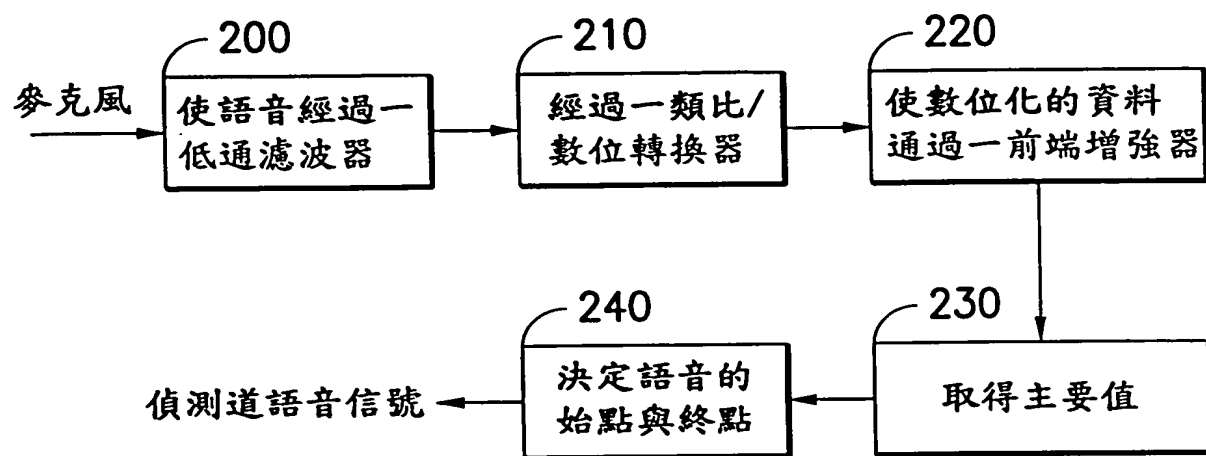 200
210
220
麥克風
使語音經過一
低通濾波器
經過一類比/
數位轉換器
使數位化的資料
通過一前端增強器
240
230
偵測道語音信號
決定語音的
始點與終點
取得主要值